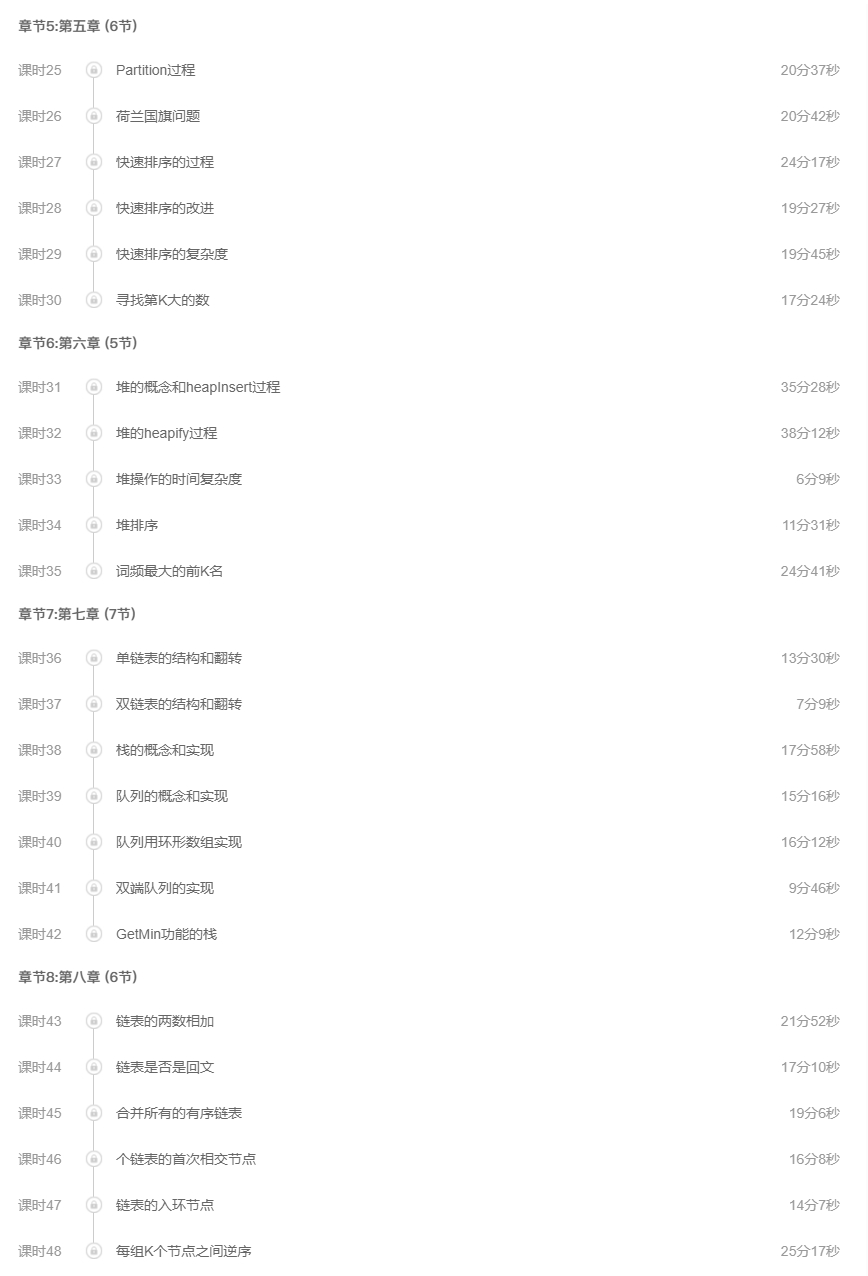 章节5:第五章 (6节)
课时25 Partition过程 20分37秒
课时26 荷兰国旗问题 20分42秒
课时27 快速排序的过程 24分17秒
课时28 快速排序的改进 19分27秒
课时29 快速排序的复杂度 19分45秒
课时30 寻找第K大的数 17分24秒
章节6:第六章 (5节)
课时31 堆的概念和heapInsert过程 35分28秒
课时32 堆的heapify过程 38分12秒
课时33 堆操作的时间复杂度 6分9秒
课时34 堆排序 11分31秒
课时35 词频最大的前K名 24分41秒
章节7:第七章 (7节)
课时36 单链表的结构和翻转 13分30秒
课时37 双链表的结构和翻转 7分9秒
课时38 栈的概念和实现 17分58秒
课时39 队列的概念和实现 15分16秒
课时40 队列用环形数组实现 16分12秒
课时41 双端队列的实现 9分46秒
课时42 GetMin功能的栈 12分9秒
章节8:第八章 (6节)
课时43 链表的两数相加 21分52秒
课时44 链表是否是回文 17分10秒
课时45 合并所有的有序链表 19分6秒
课时46 个链表的首次相交节点 16分8秒
课时47 链表的入环节点 14分7秒
课时48 每组K个节点之间逆序 25分17秒